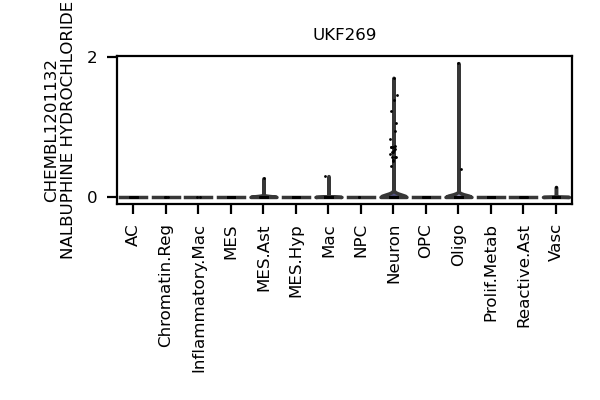 UKF269
CHEMBL1201132
NALBUPHINE HYDROCHLORIDE
2
0
AC
Chromatin.Reg
Inflammatory.Mac
MES
MES.Ast
MES.Hyp
Mac
NPC
Neuron
OPC
Oligo
Prolif.Metab
Reactive.Ast
Vasc